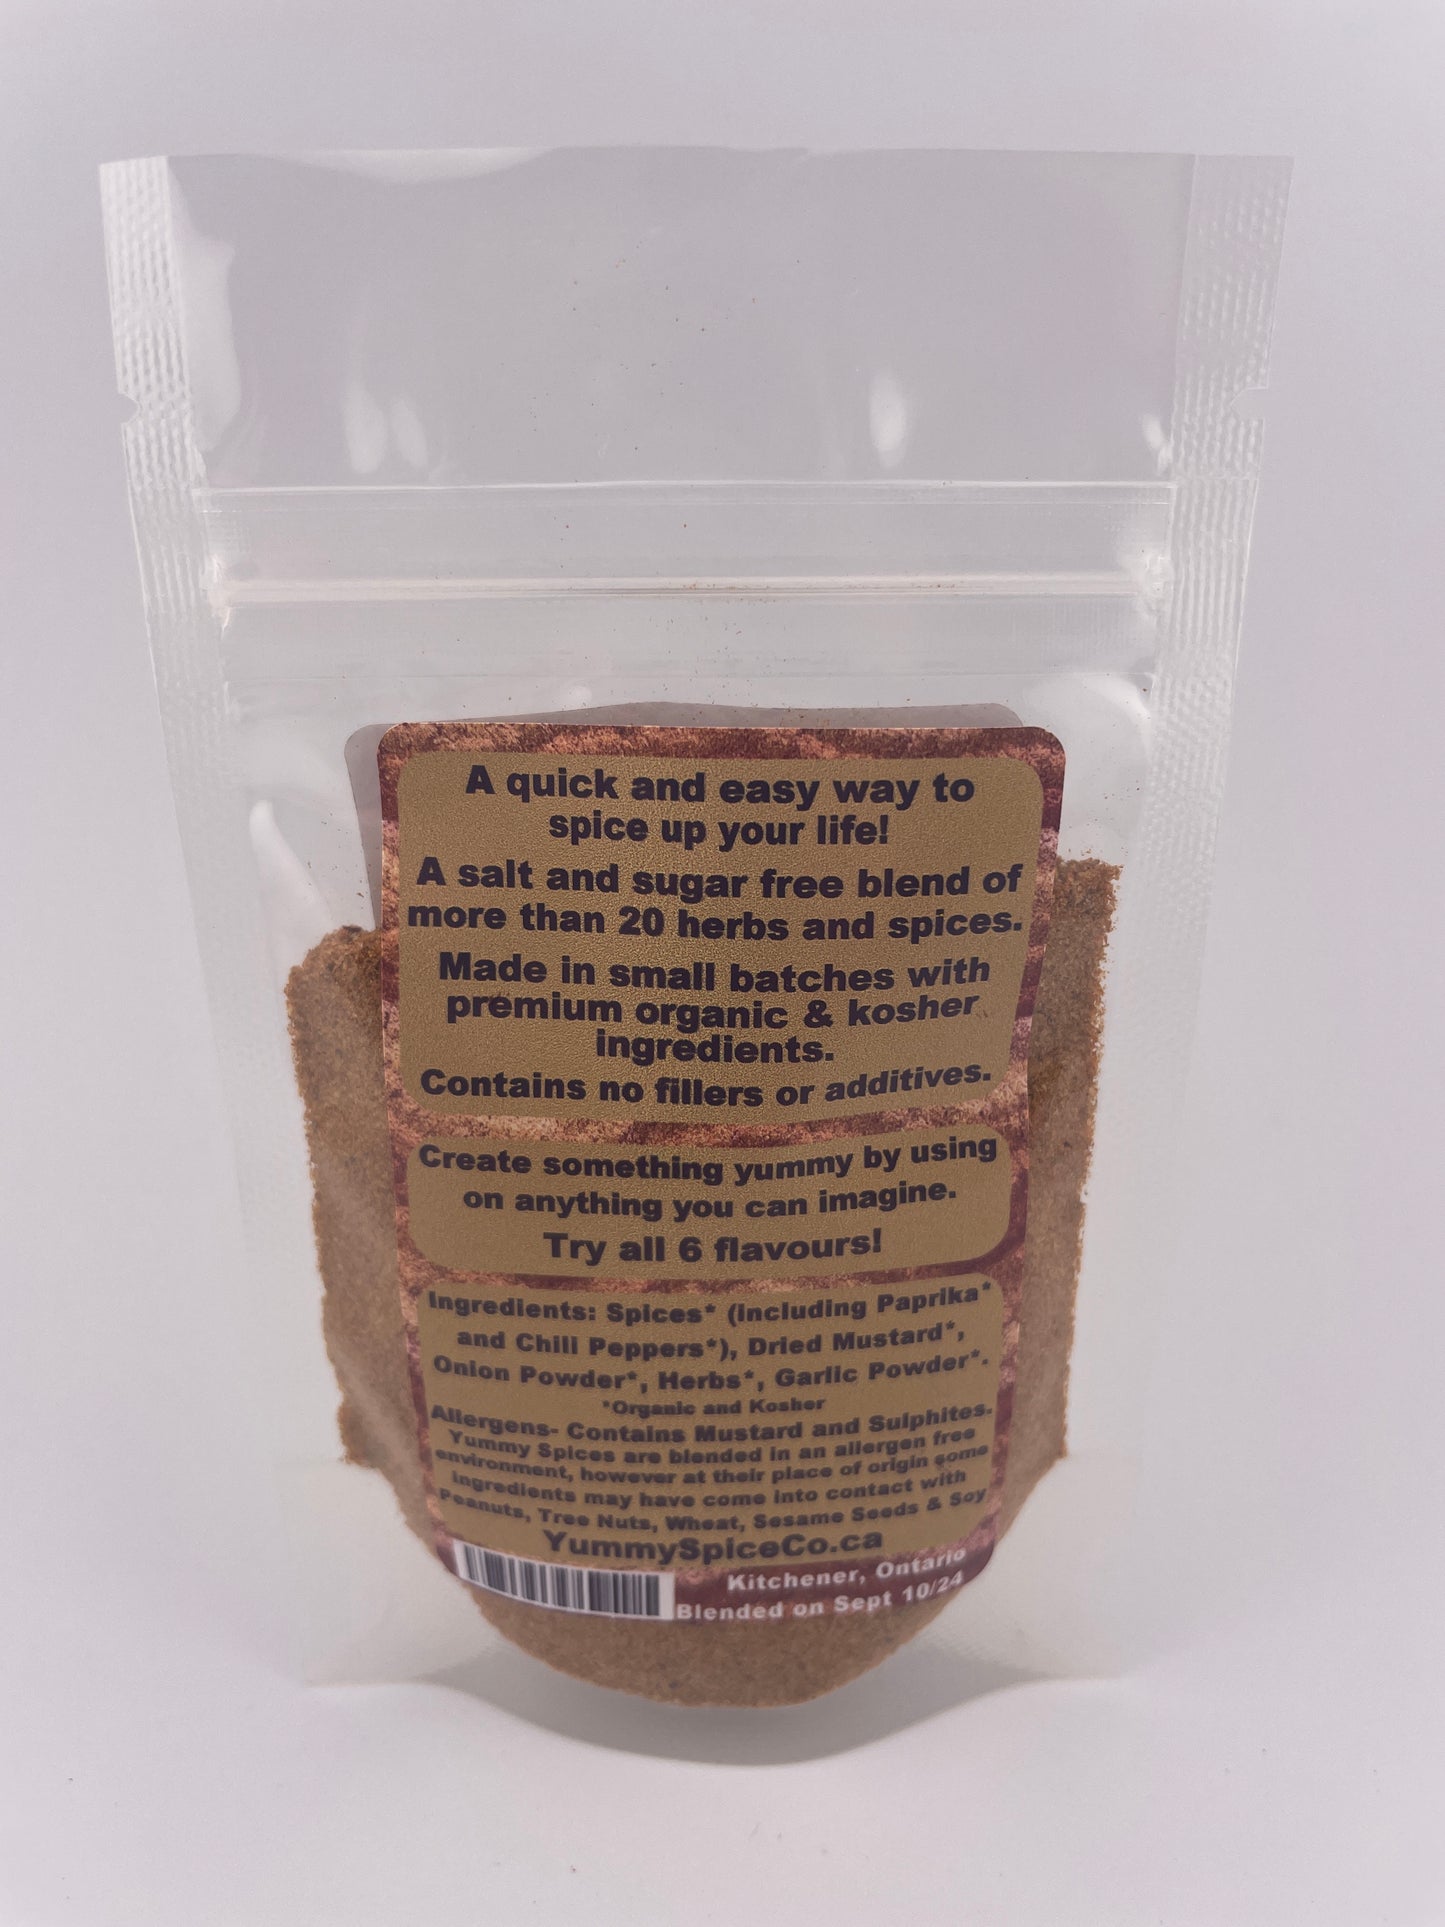 A quick and easy way to
spice up your life!
A salt and sugar free blend of
more than 20 herbs and spices.
Made in small batches with
premium organic & kosher
ingredients.
Contains no fillers or additives.
Create something yummy by using
on anything you can imagine.
Try all 6 flavours!
Ingredients: Spices* (including Paprika*
and Chili Peppers*), Dried Mustard*,
Onion Powder*, Herbs*, Garlic Powder*.
*Organic and Kosher
Allergens- Contains Mustard and Sulphites.
Yummy Spices are blended in an allergen free
environment, however at their place of origin some
ingredients may have come into contact with
Peanuts, Tree Nuts, Wheat, Sesame Seeds & Soy
YummySpiceCo.ca
Kitchener, Ontario
Blended on Sept 10/24